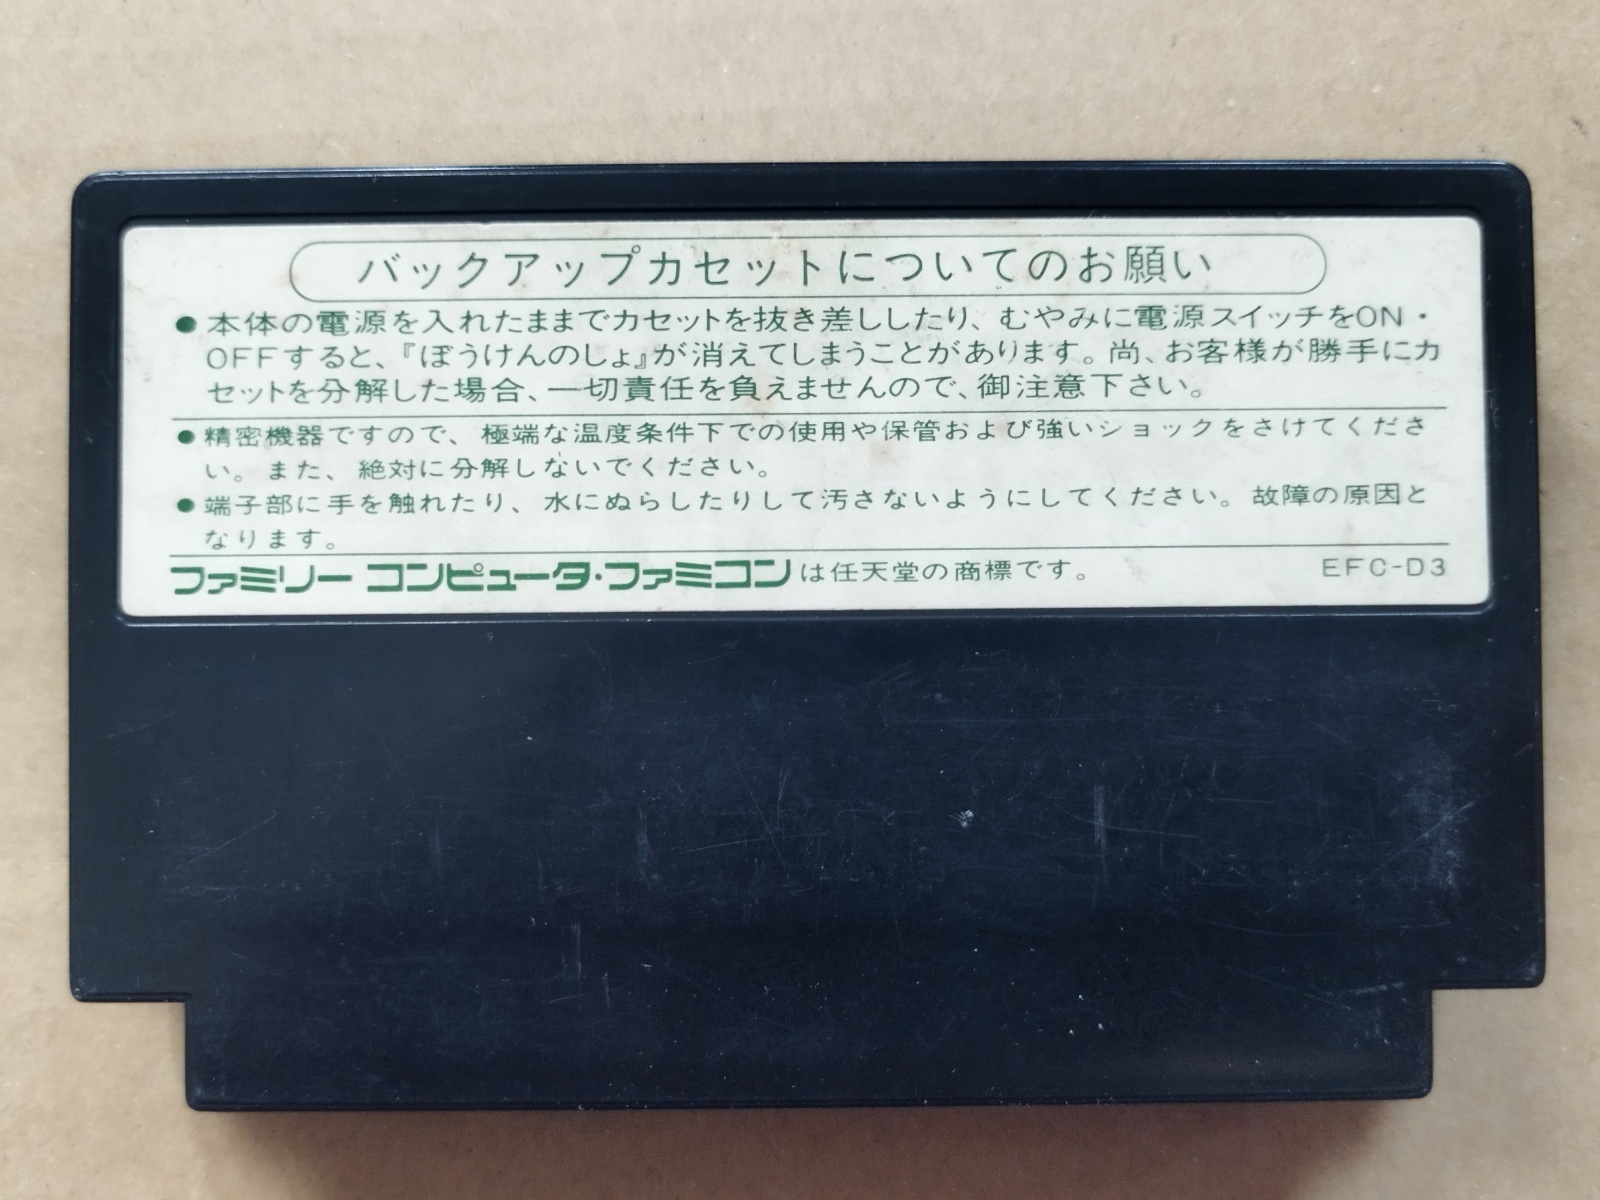 バックアップカセットについてのお願い
●本体の電源を入れたままでカセットを抜き差ししたり、むやみに電源スイッチをON・
OFFすると、『ぼうけんのしょ』が消えてしまうことがあります。尚、お客様が勝手にカ
セットを分解した場合、一切責任を負えませんので、御注意下さい。
●精密機器ですので、極端な温度条件下での使用や保管および強いショックをさけてくださ
い。また、絶対に分解しないでください。
●端子部に手を触れたり、水にぬらしたりして汚さないようにしてください。故障の原因と
なります。
ファミリー コンピュータ・ファミコンは任天堂の商標です。 EFC-D3